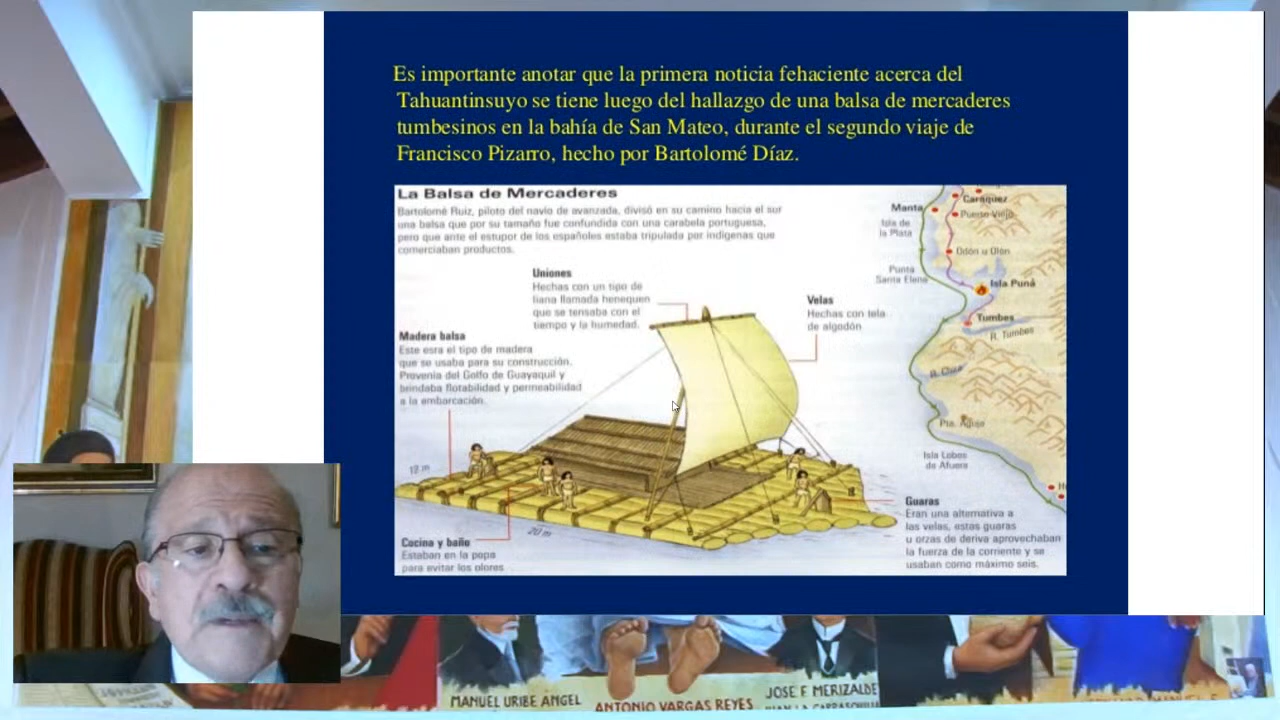 Es importante anotar que la primera noticia fehaciente acerca del
Tahuantinsuyo se tiene luego del hallazgo de una balsa de mercaderes
tumbesinos en la bahía de San Mateo, durante el segundo viaje de
Francisco Pizarro, hecho por Bartolomé Díaz.
La Balsa de Mercaderes
Bartolomé Ruiz, piloto del navío de avanzada, divisó en su camino hacia el sur
una balsa que por su tamaño fue confundida con una carabela portuguesa,
pero que ante el estupor de los españoles estaba tripulada por indígenas que
comerciaban productos.
Uniones
Hechas con un tipo de
liana llamada henequen
que se tensaba con el
tiempo y la humedad.
Velas
Hechas con tela
de algodón
Madera balsa
Este esra el tipo de madera
que se usaba para su construcción.
Provenía del Golfo de Guayaquil y
brindaba flotabilidad y permeabilidad
a la embarcación.
12 m
20 m
Cocina y baño
Estaban en la popa
para evitar los olores
Guaras
Eran una alternativa a
las velas, estas guaras
u orzas de deriva aprovechaban
la fuerza de la corriente y se
usaban como máximo seis.
Caraquez
Manta
Puerto Viejo
Isla de
la Plata
Odón u Olón
Punta
Santa Elena
Isla Puná
Tumbes
R. Tumbes
R. Chira
Pta. Aguja
Isla Lobos
de Afuera
MANUEL URIBE ANGEL
ANTONIO VARGAS REYES
JOSE F. MERIZALDE